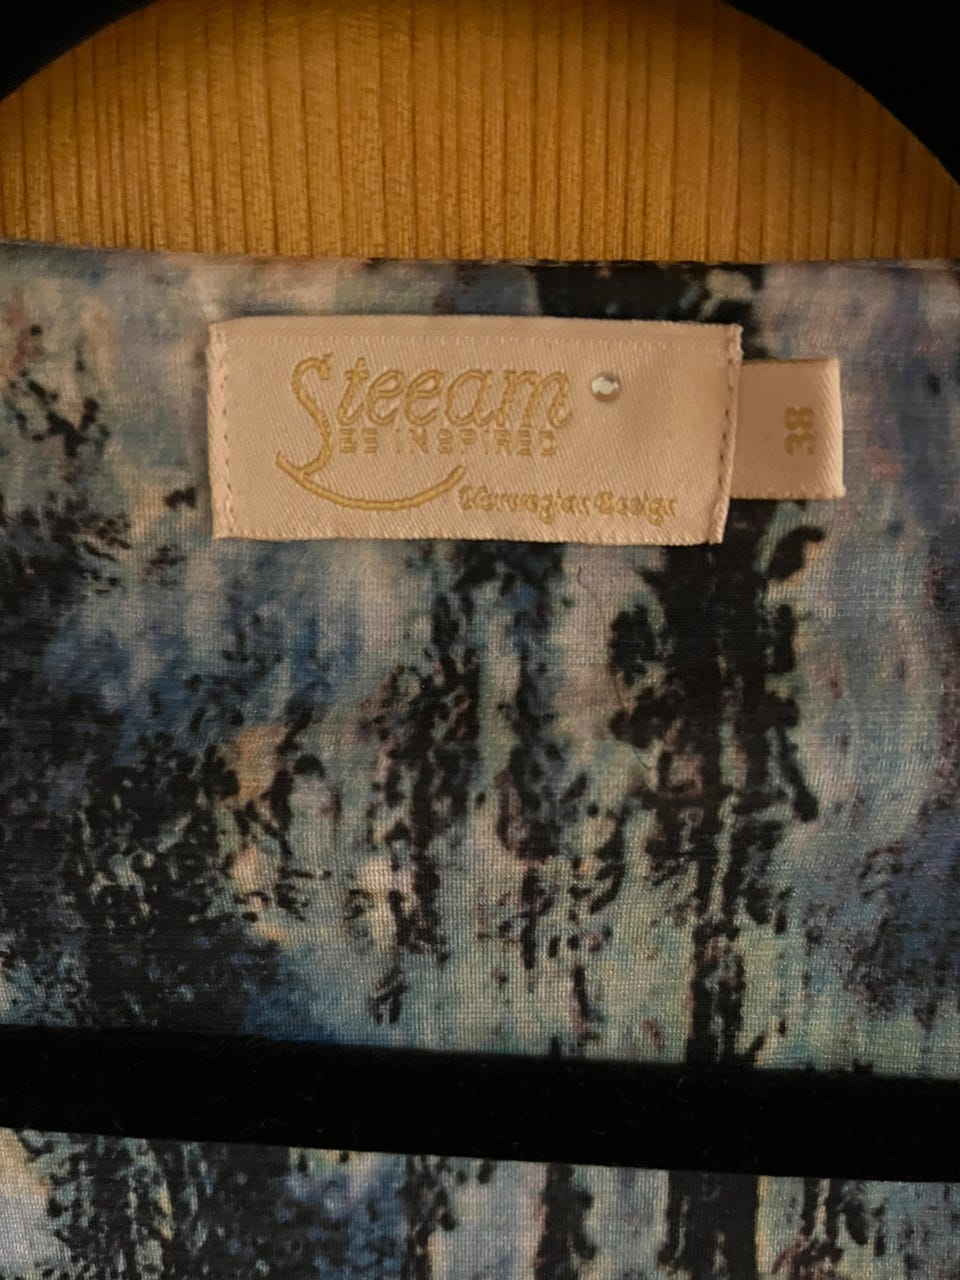 Steeam
BE INSPIRED
Norwegian Design
38